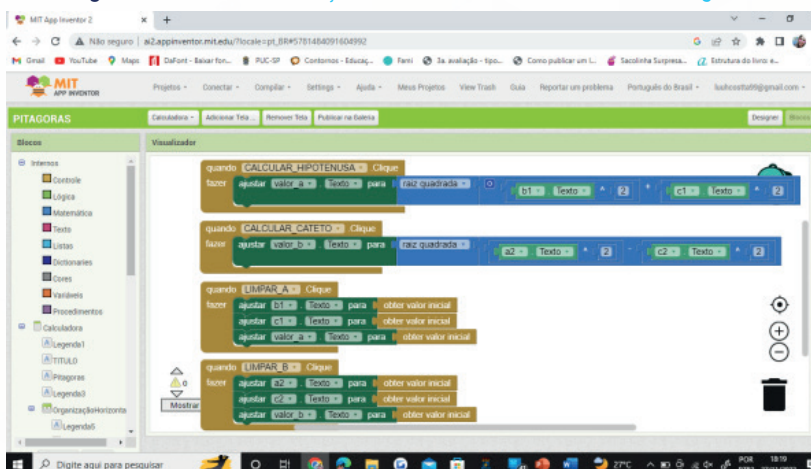 MIT App Inventor 2
Não seguro ai2.appinventor.mit.edu/?locale=pt_BR#5781484091604992
Gmail YouTube Maps DaFont - Baixar fon... PUC-SP Contornos - Educaç... Farni 3a. avaliação - tipo... Como publicar um L... Sacolinha Surpresa... Estrutura do livro e...
MIT APP INVENTOR
Projetos Conectar Compilar Settings Ajuda Meus Projetos View Trash Guia Reportar um problema Português do Brasil
PITAGORAS Calculadora Adicionar Tela ... Remover Tela Publicar na Galeria Designer Blocos
Blocos Visualizador
Internos
Controle
Lógica
Matemática
Texto
Listas
Dictionaries
Cores
Variáveis
Procedimentos
Calculadora
Legenda1
TITULO
Pitagoras
Legenda3
OrganizaçãoHorizonta
Legenda5
quando CALCULAR_HIPOTENUSA . Clique
fazer ajustar valor_a . Texto para raiz quadrada b1 . Texto ^ 2 + c1 . Texto ^ 2
quando CALCULAR_CATETO . Clique
fazer ajustar valor_b . Texto para raiz quadrada a2 . Texto ^ 2 - c2 . Texto ^ 2
quando LIMPAR_A . Clique
fazer ajustar b1 . Texto para obter valor inicial
ajustar c1 . Texto para obter valor inicial
ajustar valor_a . Texto para obter valor inicial
quando LIMPAR_B . Clique
fazer ajustar a2 . Texto para obter valor inicial
ajustar c2 . Texto para obter valor inicial
ajustar valor_b . Texto para obter valor inicial
0
Mostrar
Digite aqui para pesquisar 27°C POR 18:19